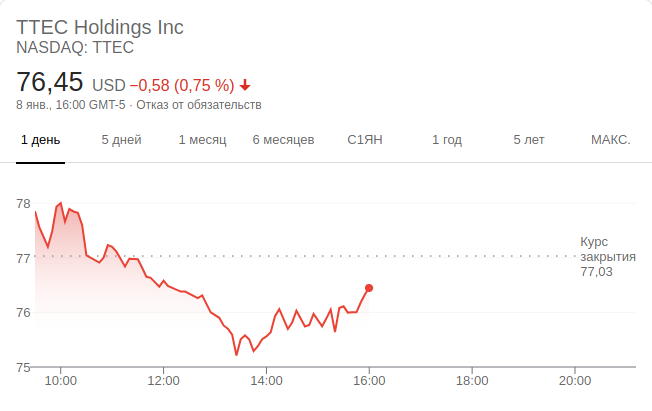 TTEC Holdings Inc
NASDAQ: TTEC
76,45 USD −0,58 (0,75 %)
8 янв., 16:00 GMT-5 · Отказ от обязательств
1 день 5 дней 1 месяц 6 месяцев С1ЯН 1 год 5 лет МАКС.
78
Курс
77 закрытия
77,03
76
75
10:00 12:00 14:00 16:00 18:00 20:00